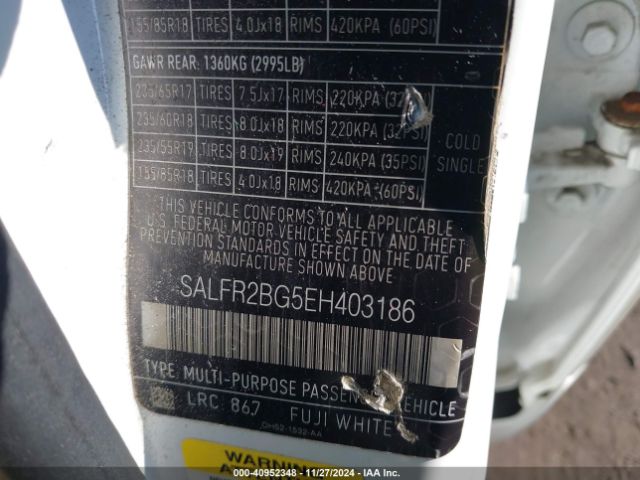 155/85R18 TIRES 4.0Jx18 RIMS 420KPA (60PSI)
GAWR REAR: 1360KG (2995LB)
235/65R17 TIRES 7.5Jx17 RIMS 220KPA (32PSI)
235/60R18 TIRES 8.0Jx18 RIMS 220KPA (32PSI)
235/55R19 TIRES 8.0Jx19 RIMS 240KPA (35PSI)
155/85R18 TIRES 4.0Jx18 RIMS 420KPA (60PSI)
COLD
SINGLE
THIS VEHICLE CONFORMS TO ALL APPLICABLE
U.S. FEDERAL MOTOR VEHICLE SAFETY AND THEFT
PREVENTION STANDARDS IN EFFECT ON THE DATE OF
MANUFACTURE SHOWN ABOVE
SALFR2BG5EH403186
TYPE: MULTI-PURPOSE PASSENGER VEHICLE
LRC 867 FUJI WHITE
WARNING
40952348 - IAA - 11/27/2024 - IAA, Inc.